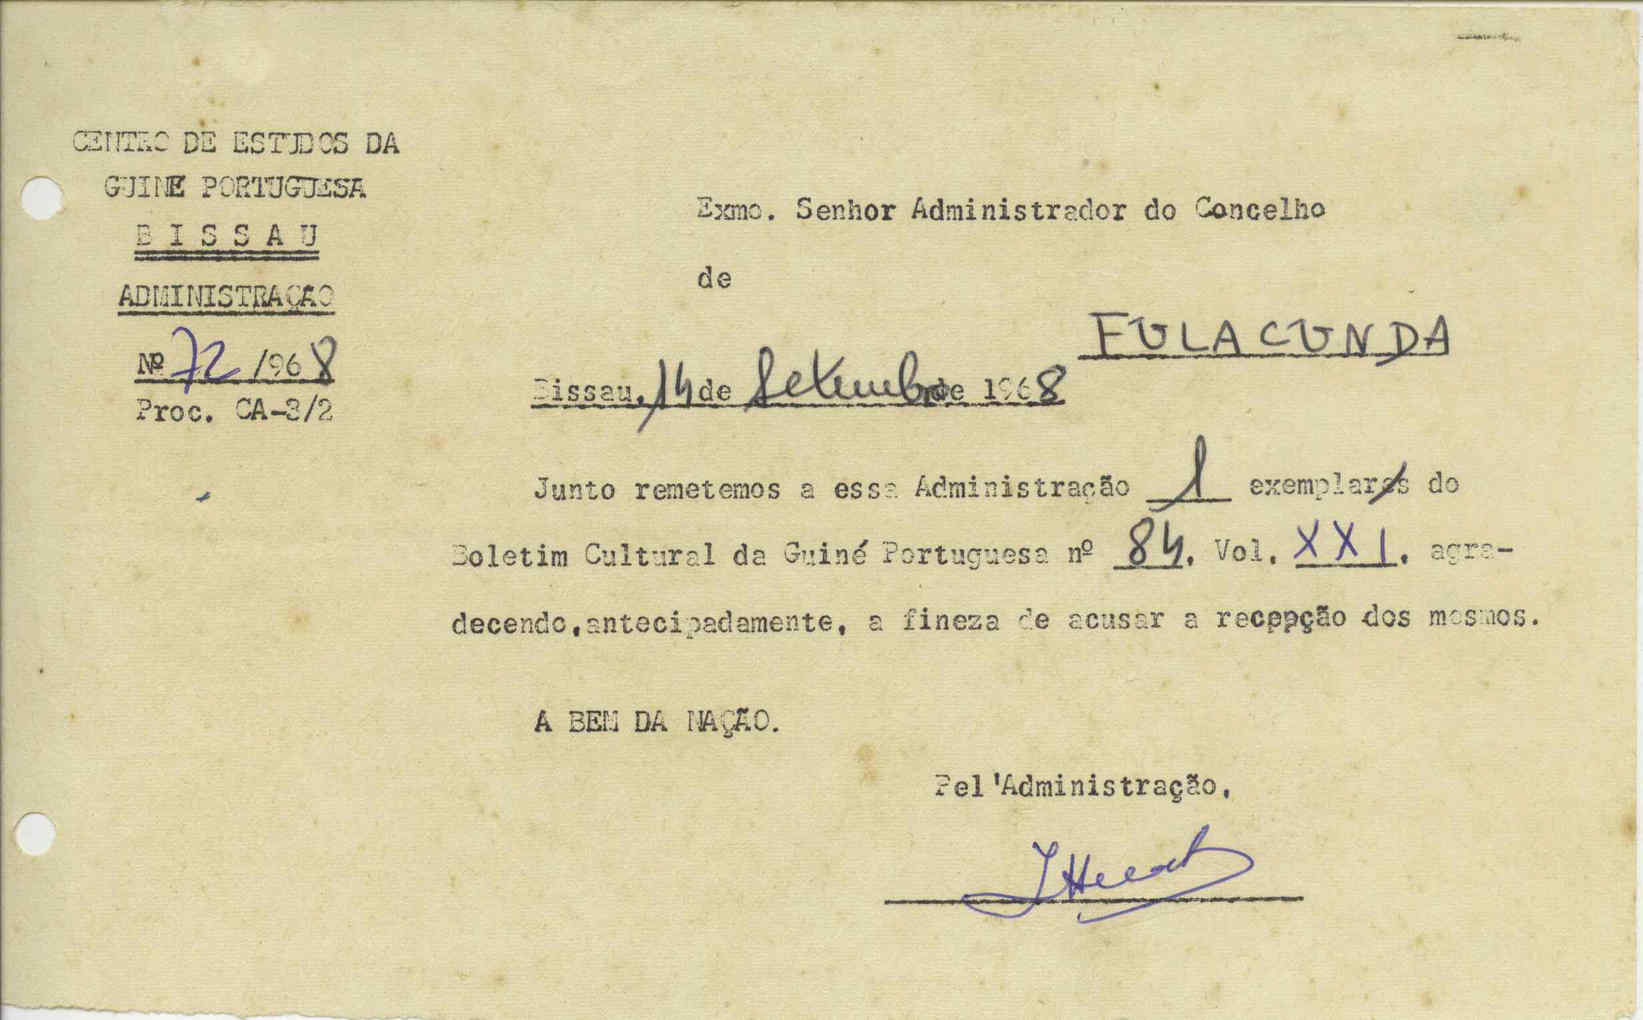 CENTRO DE ESTUDOS DA
GUINÉ PORTUGUESA
B I S S A U
ADMINISTRAÇÃO
Nº 72 /968
Proc. CA-3/2
Exmo. Senhor Administrador do Concelho
de
FULACUNDA
Bissau, 14 de Setembro de 1968
Junto remetemos a essa Administração 1 exemplares do
Boletim Cultural da Guiné Portuguesa nº 84, Vol. XXI, agra-
decendo,antecipadamente, a fineza de acusar a recepção dos mesmos.
A BEM DA NAÇÃO.
Pel'Administração,